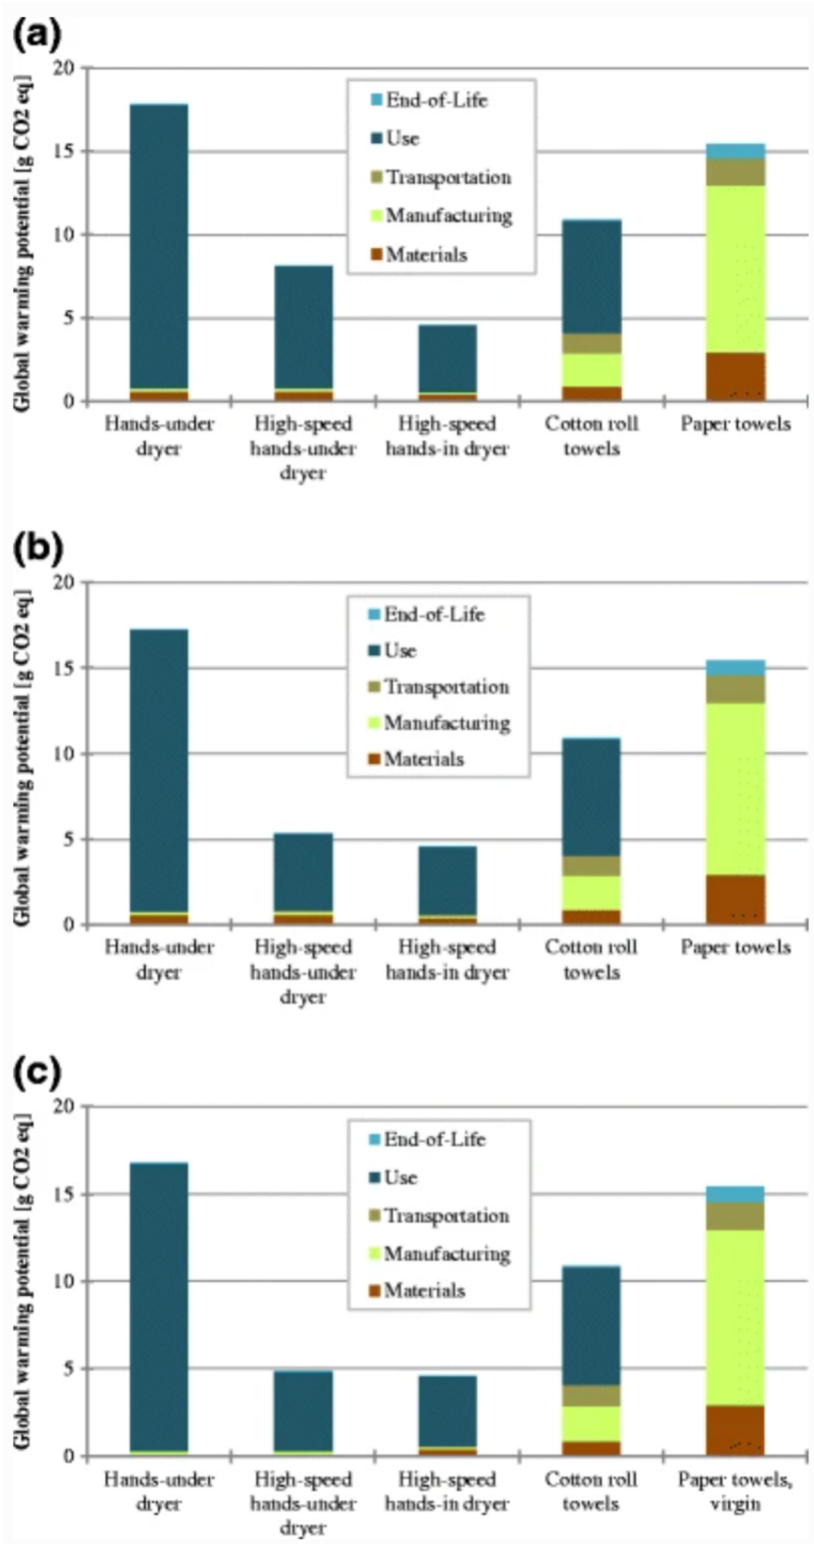 (a)
Global warming potential [g CO2 eq]
20
15
10
5
0
End-of-Life
Use
Transportation
Manufacturing
Materials
Hands-under
dryer
High-speed
hands-under
dryer
High-speed
hands-in dryer
Cotton roll
towels
Paper towels
(b)
Global warming potential [g CO2 eq]
20
15
10
5
0
End-of-Life
Use
Transportation
Manufacturing
Materials
Hands-under
dryer
High-speed
hands-under
dryer
High-speed
hands-in dryer
Cotton roll
towels
Paper towels
(c)
Global warming potential [g CO2 eq]
20
15
10
5
0
End-of-Life
Use
Transportation
Manufacturing
Materials
Hands-under
dryer
High-speed
hands-under
dryer
High-speed
hands-in dryer
Cotton roll
towels
Paper towels,
virgin